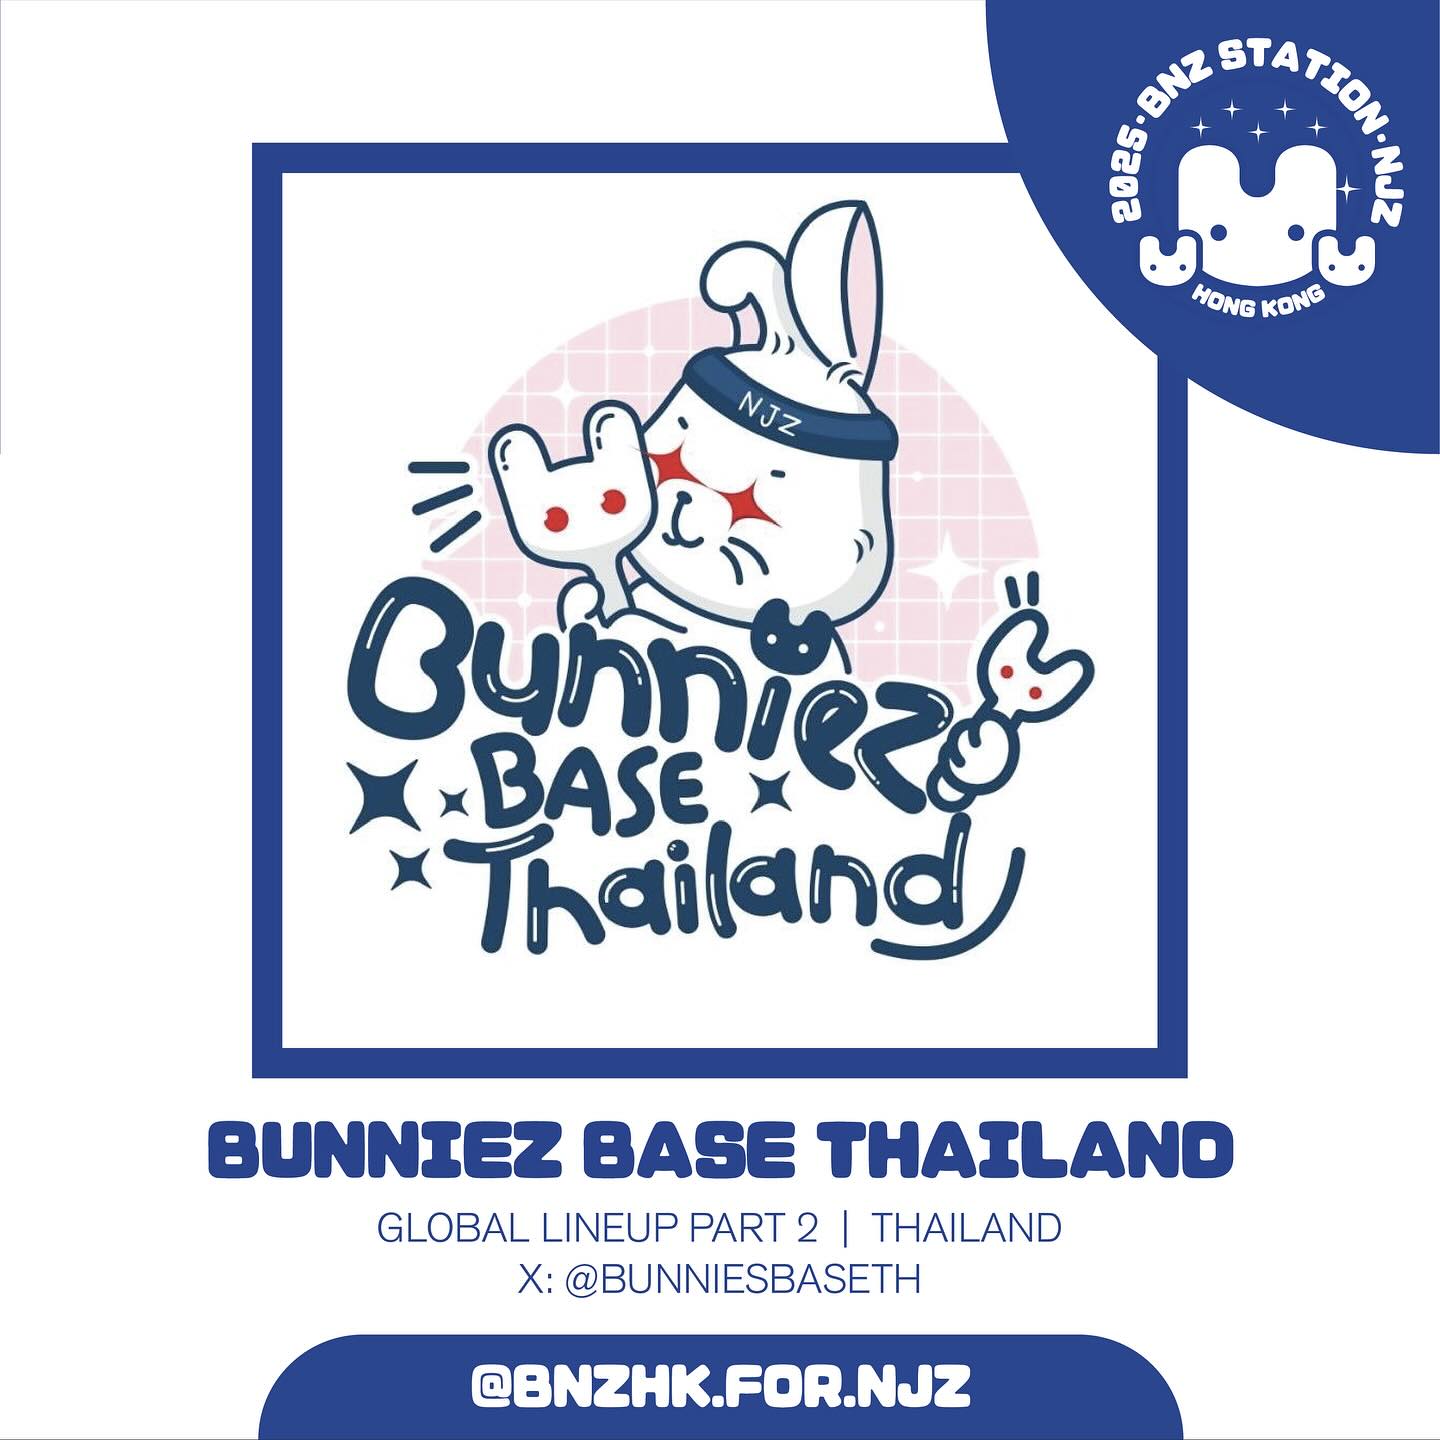 2025·BNZ STATION·NJZ
HONG KONG
NJZ
Bunniez
BASE
Thailand
BUNNIEZ BASE THAILAND
GLOBAL LINEUP PART 2 | THAILAND
X: @BUNNIESBASETH
@BNZHK.FOR.NJZ